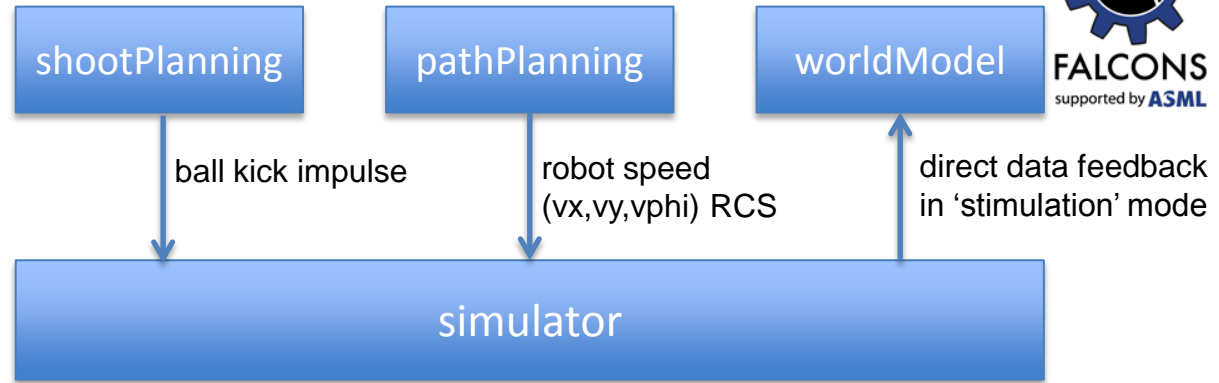 shootPlanning
pathPlanning
worldModel
FALCONS
supported by ASML
ball kick impulse
robot speed
(vx,vy,vphi) RCS
direct data feedback
in ‘stimulation’ mode
simulator